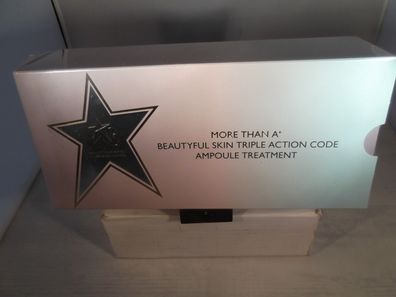 MORE THAN A*
BEAUTYFUL SKIN TRIPLE ACTION CODE
AMPOULE TREATMENT